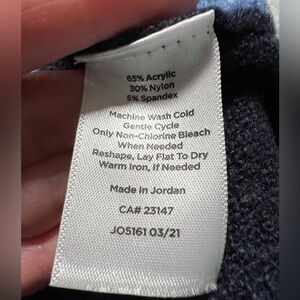 65% Acrylic
30% Nylon
5% Spandex
Machine Wash Cold
Gentle Cycle
Only Non-Chlorine Bleach
When Needed
Reshape, Lay Flat To Dry
Warm Iron, If Needed
Made in Jordan
CA# 23147
JO5161 03/21